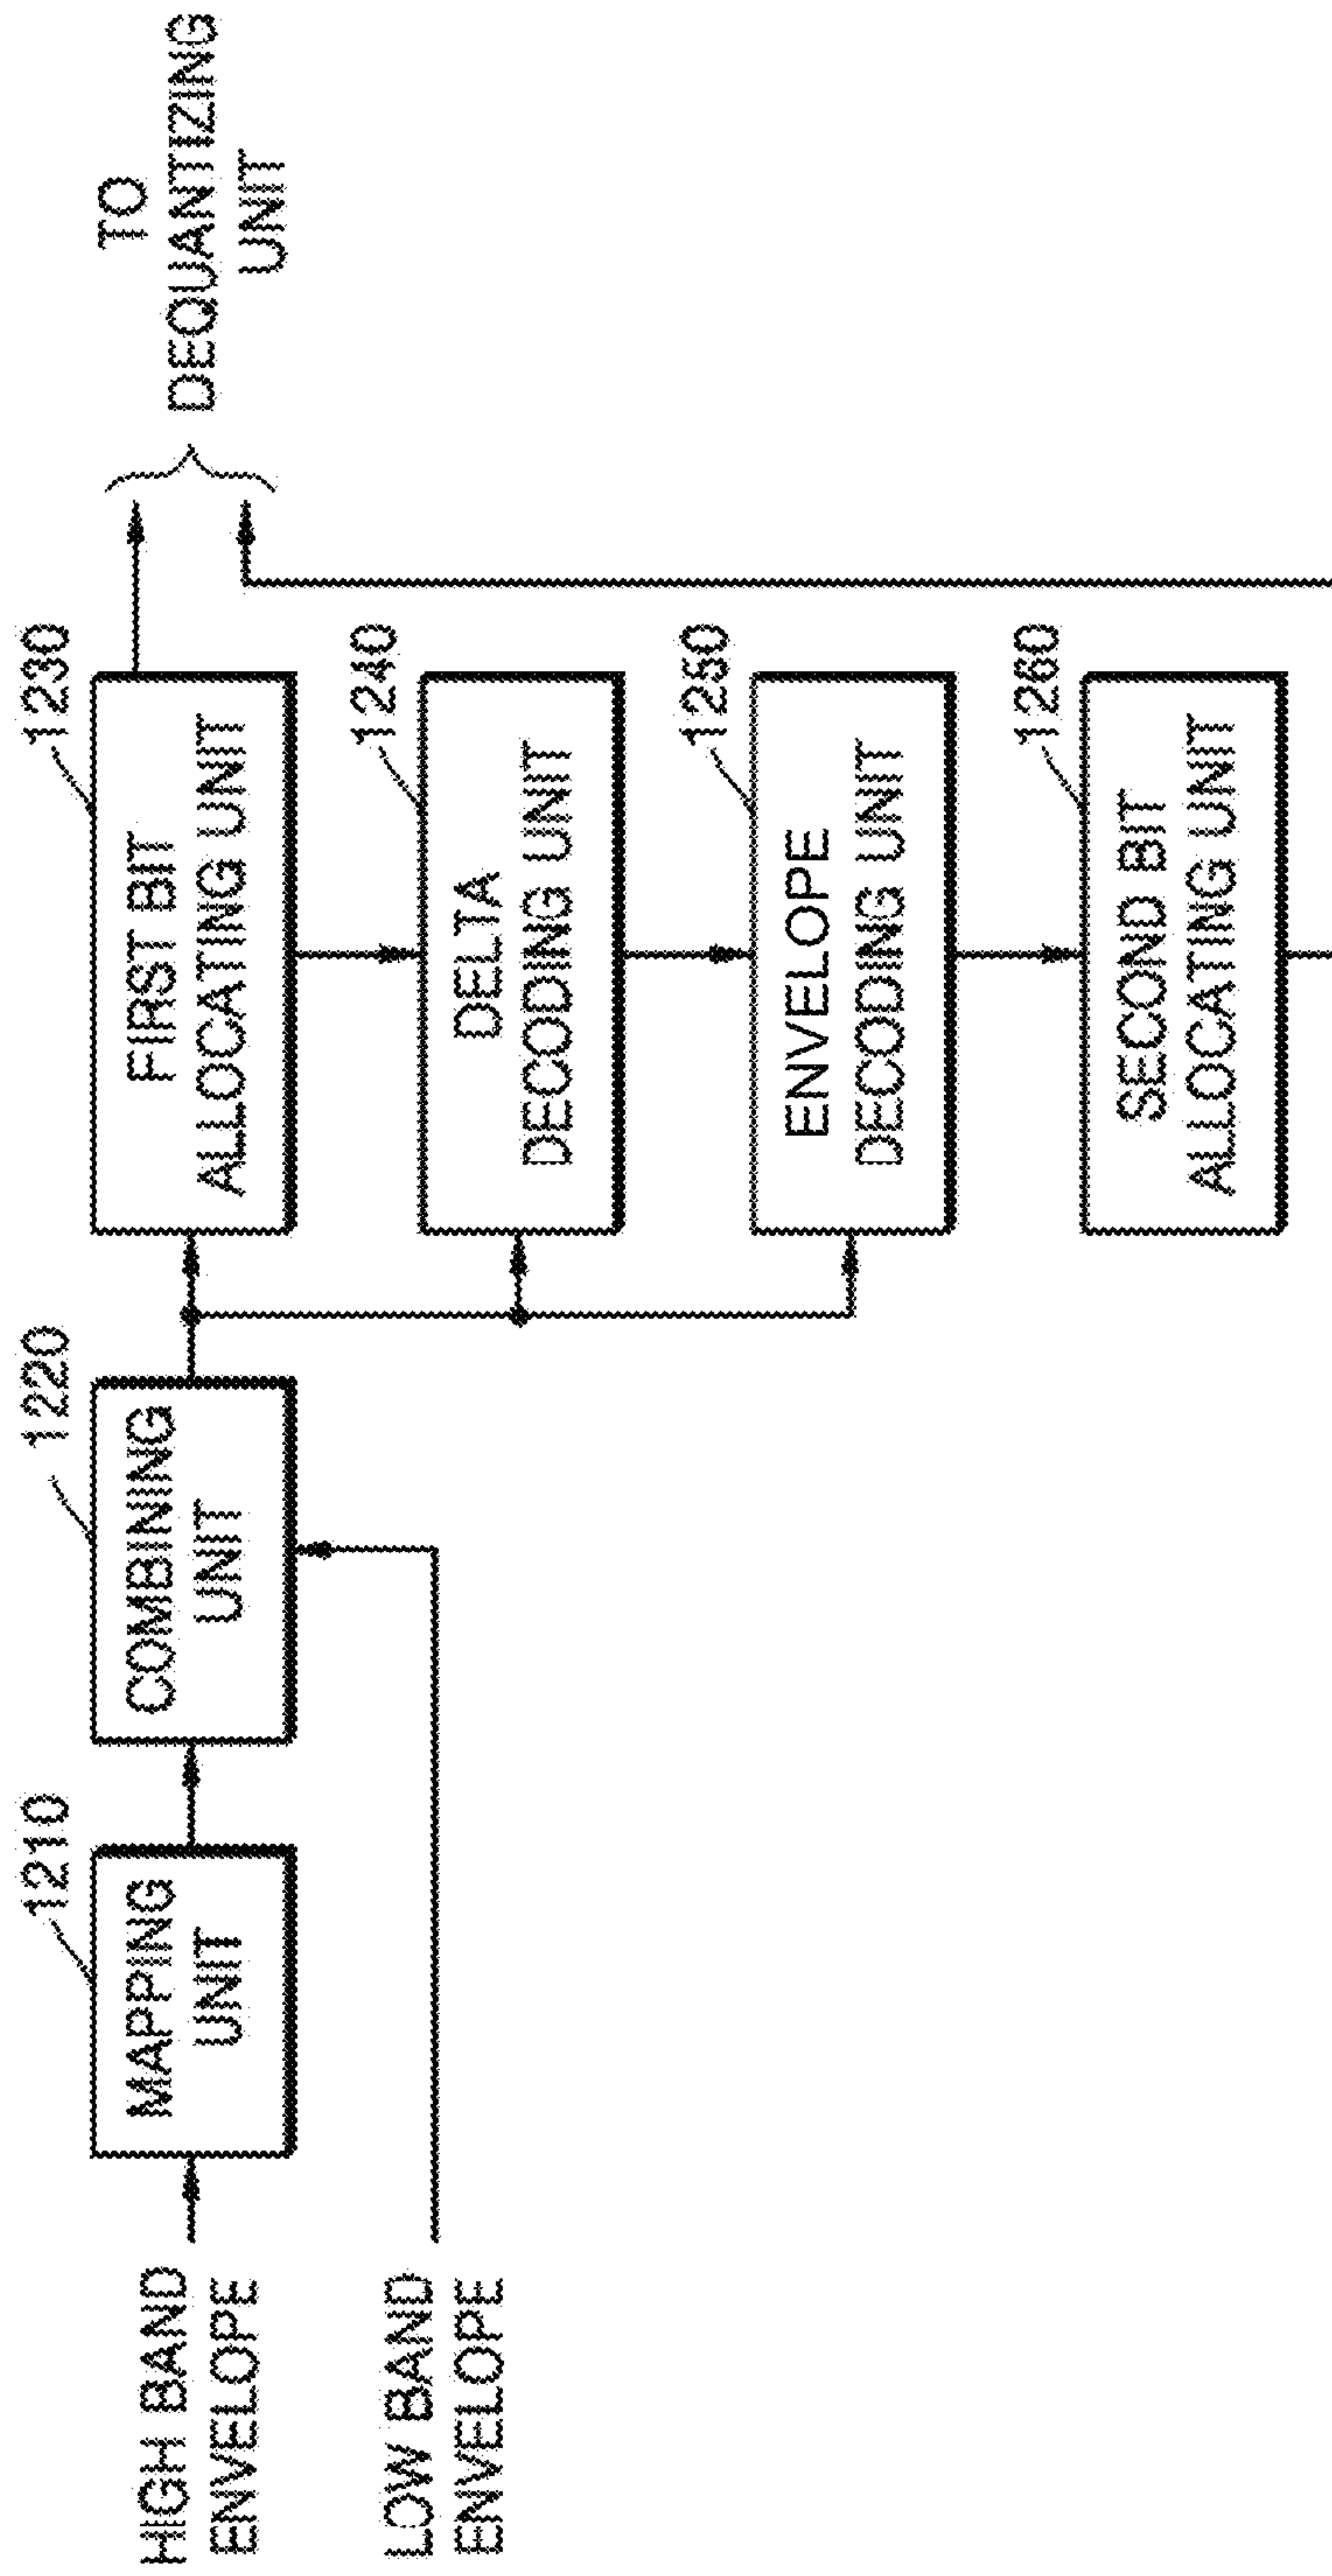 HIGH BAND
ENVELOPE
LOW BAND
ENVELOPE
1210
MAPPING
UNIT
1220
COMBINING
UNIT
1230
FIRST BIT
ALLOCATING UNIT
1240
DELTA
DECODING UNIT
1250
ENVELOPE
DECODING UNIT
1260
SECOND BIT
ALLOCATING UNIT
TO
DEQUANTIZING
UNIT